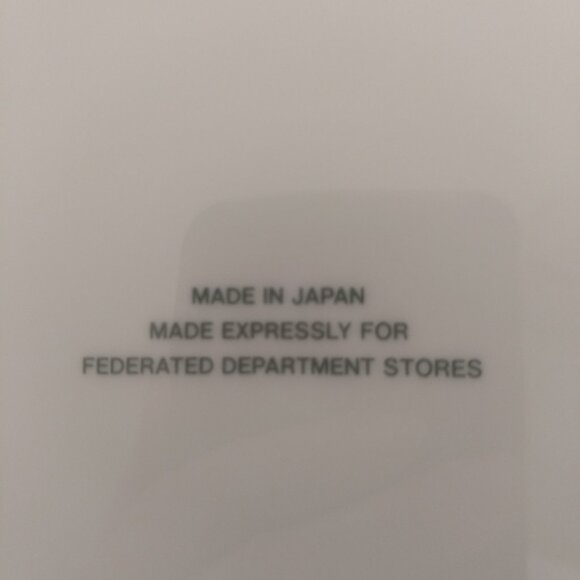 MADE IN JAPAN
MADE EXPRESSLY FOR
FEDERATED DEPARTMENT STORES